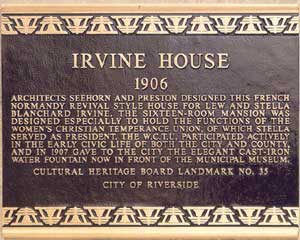 IRVINE HOUSE
1906
ARCHITECTS SEEHORN AND PRESTON DESIGNED THIS FRENCH
NORMANDY REVIVAL STYLE HOUSE FOR LEW. AND STELLA
BLANCHARD IRVINE. THE SIXTEEN-ROOM MANSION WAS
DESIGNED ESPECIALLY TO HOLD THE FUNCTIONS OF THE
WOMEN'S CHRISTIAN TEMPERANCE UNION, OF WHICH STELLA
SERVED AS PRESIDENT. THE W.C.T.U. PARTICIPATED ACTIVELY
IN THE EARLY CIVIC LIFE OF BOTH THE CITY AND COUNTY,
AND IN 1907 GAVE TO THE CITY THE ELEGANT CAST-IRON
WATER FOUNTAIN NOW IN FRONT OF THE MUNICIPAL MUSEUM.
CULTURAL HERITAGE BOARD LANDMARK NO. 35
CITY OF RIVERSIDE